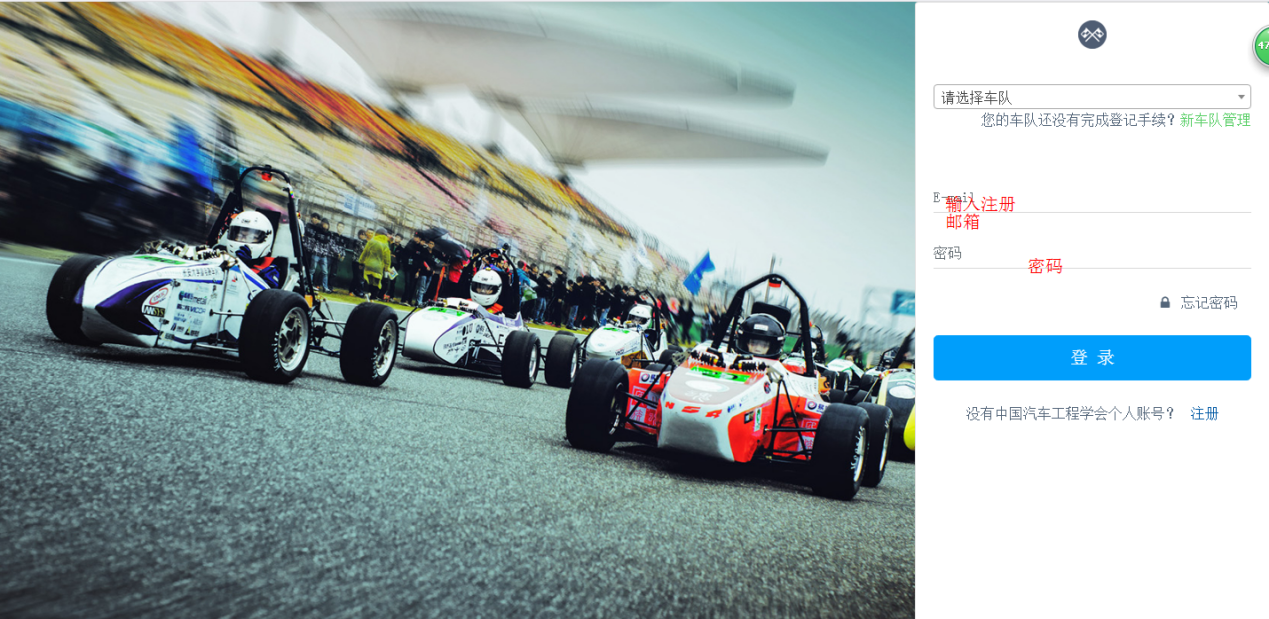 47
请选择车队
您的车队还没有完成登记手续？新车队管理
E-mail
输入注册
邮箱
密码
密码
忘记密码
登 录
没有中国汽车工程学会个人账号？ 注册